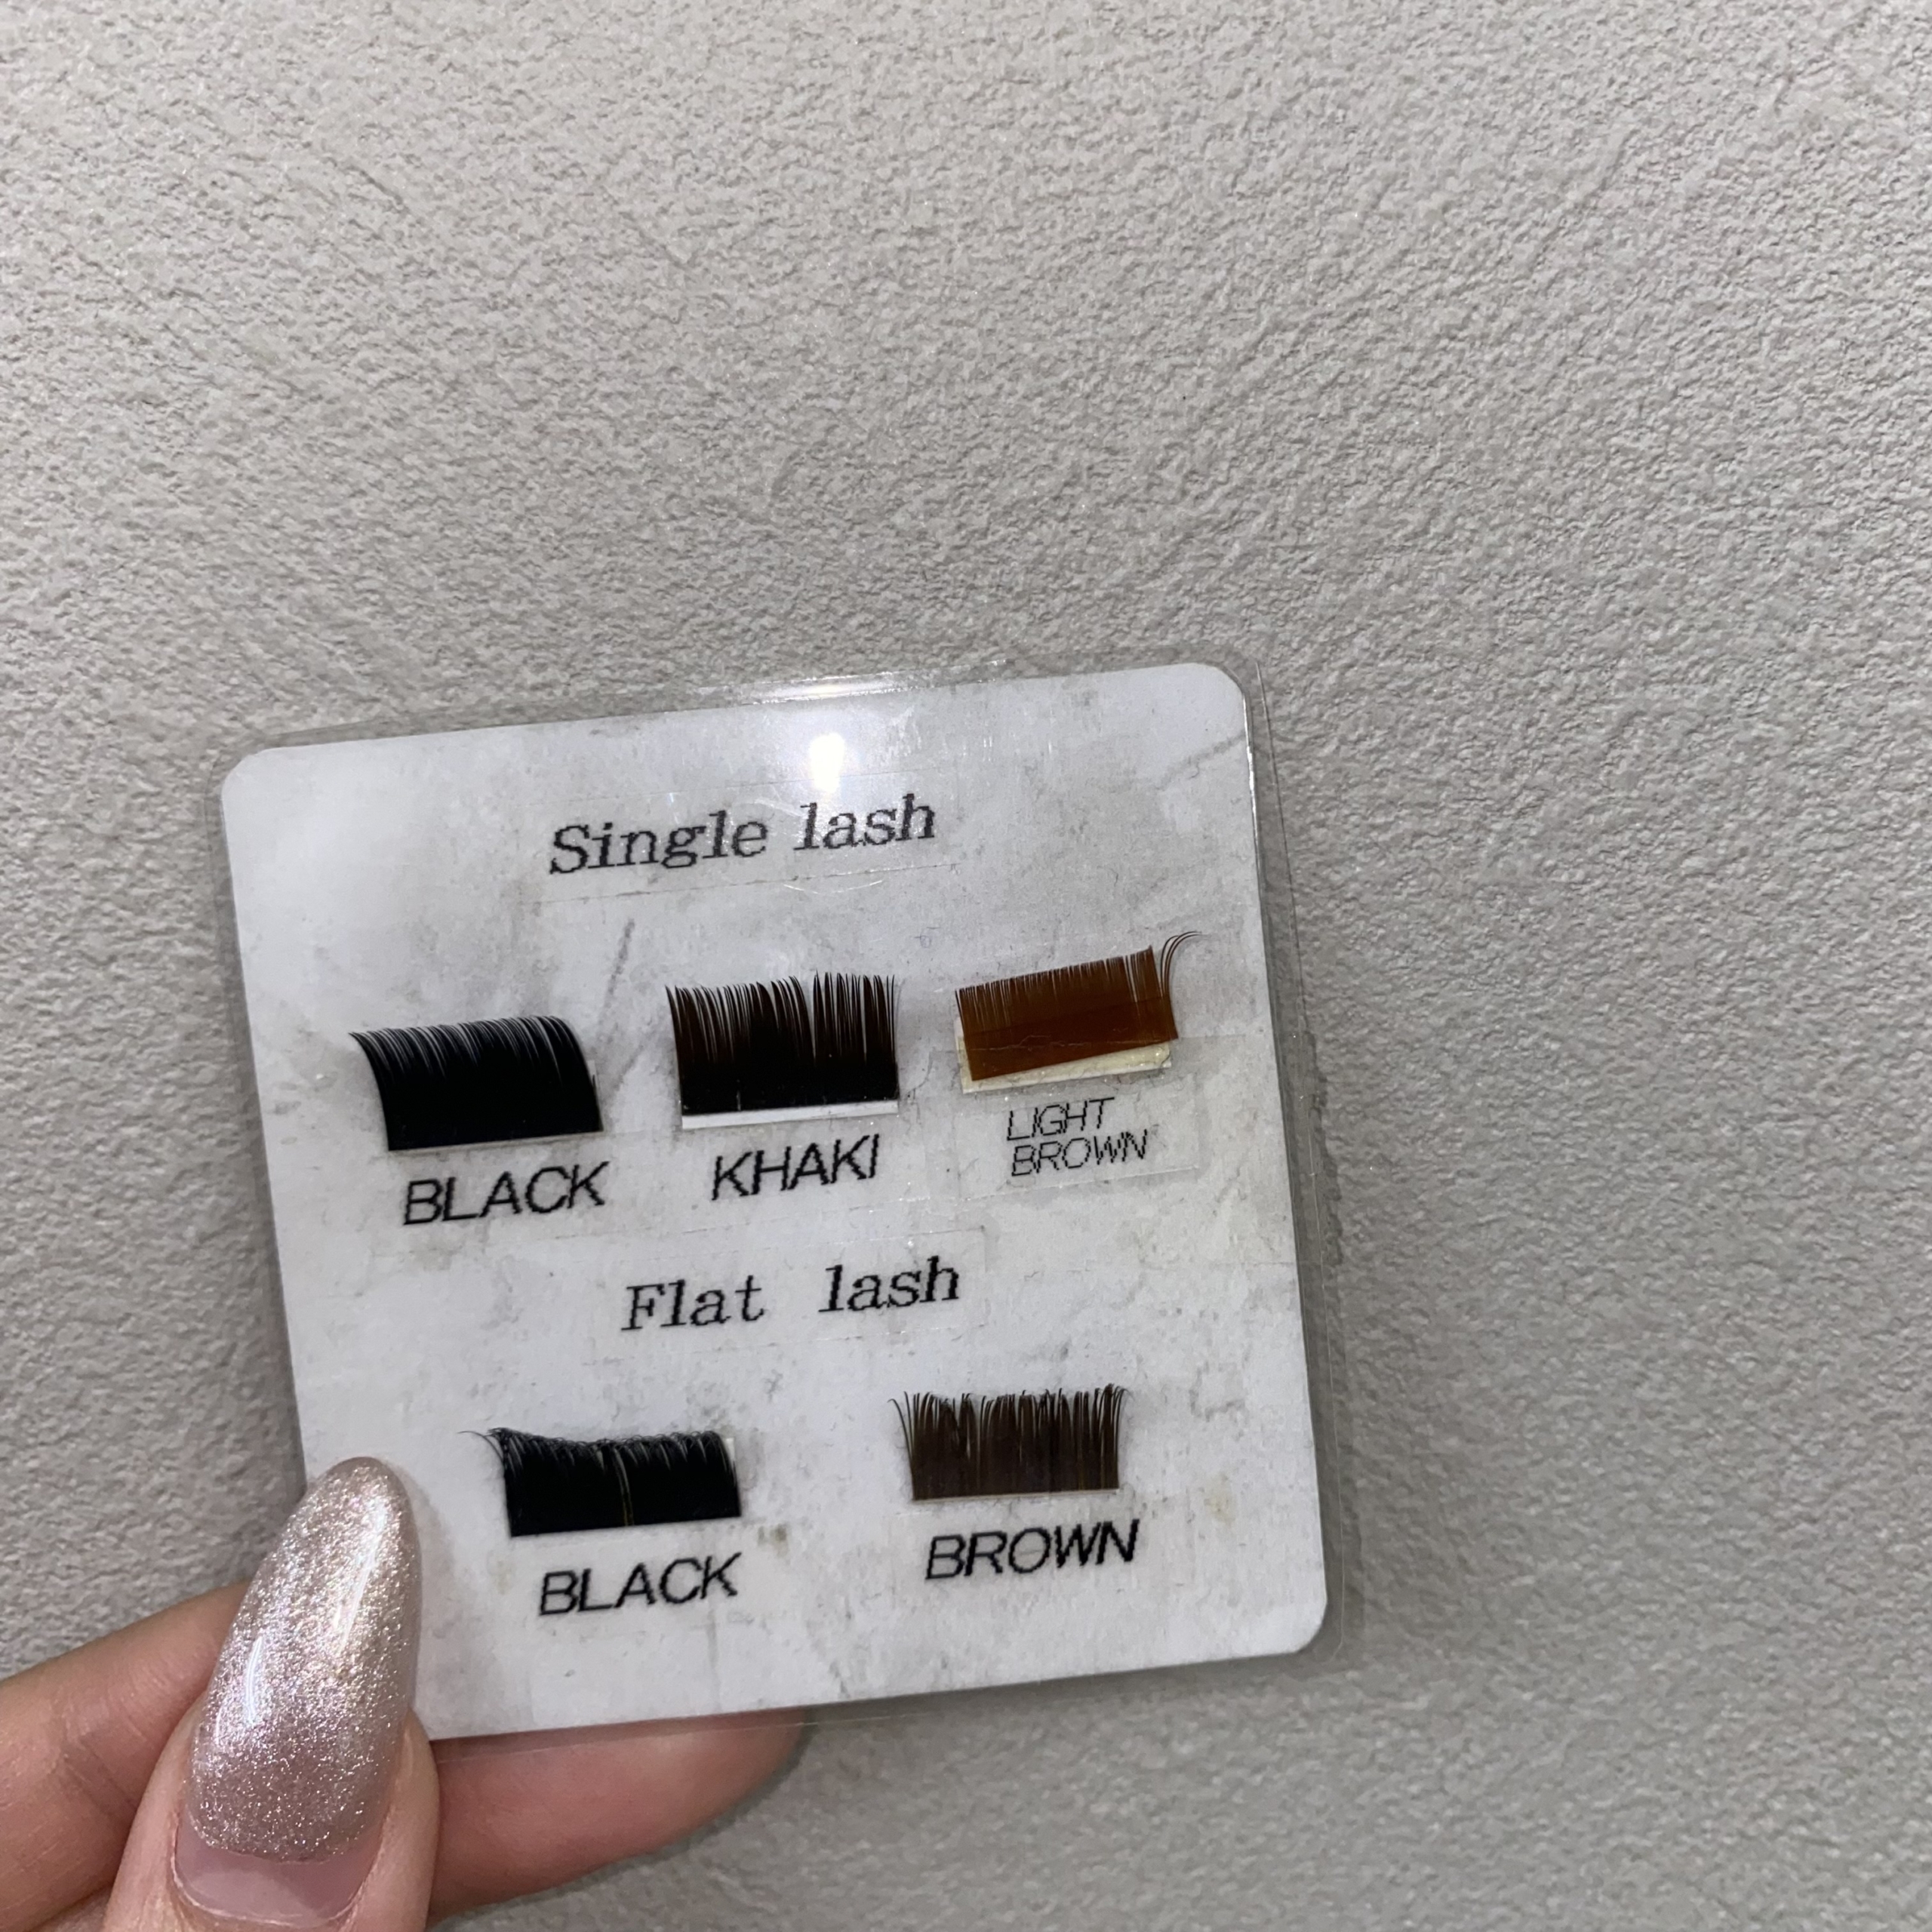 Single lash
BLACK
KHAKI
LIGHT
BROWN
Flat lash
BLACK
BROWN